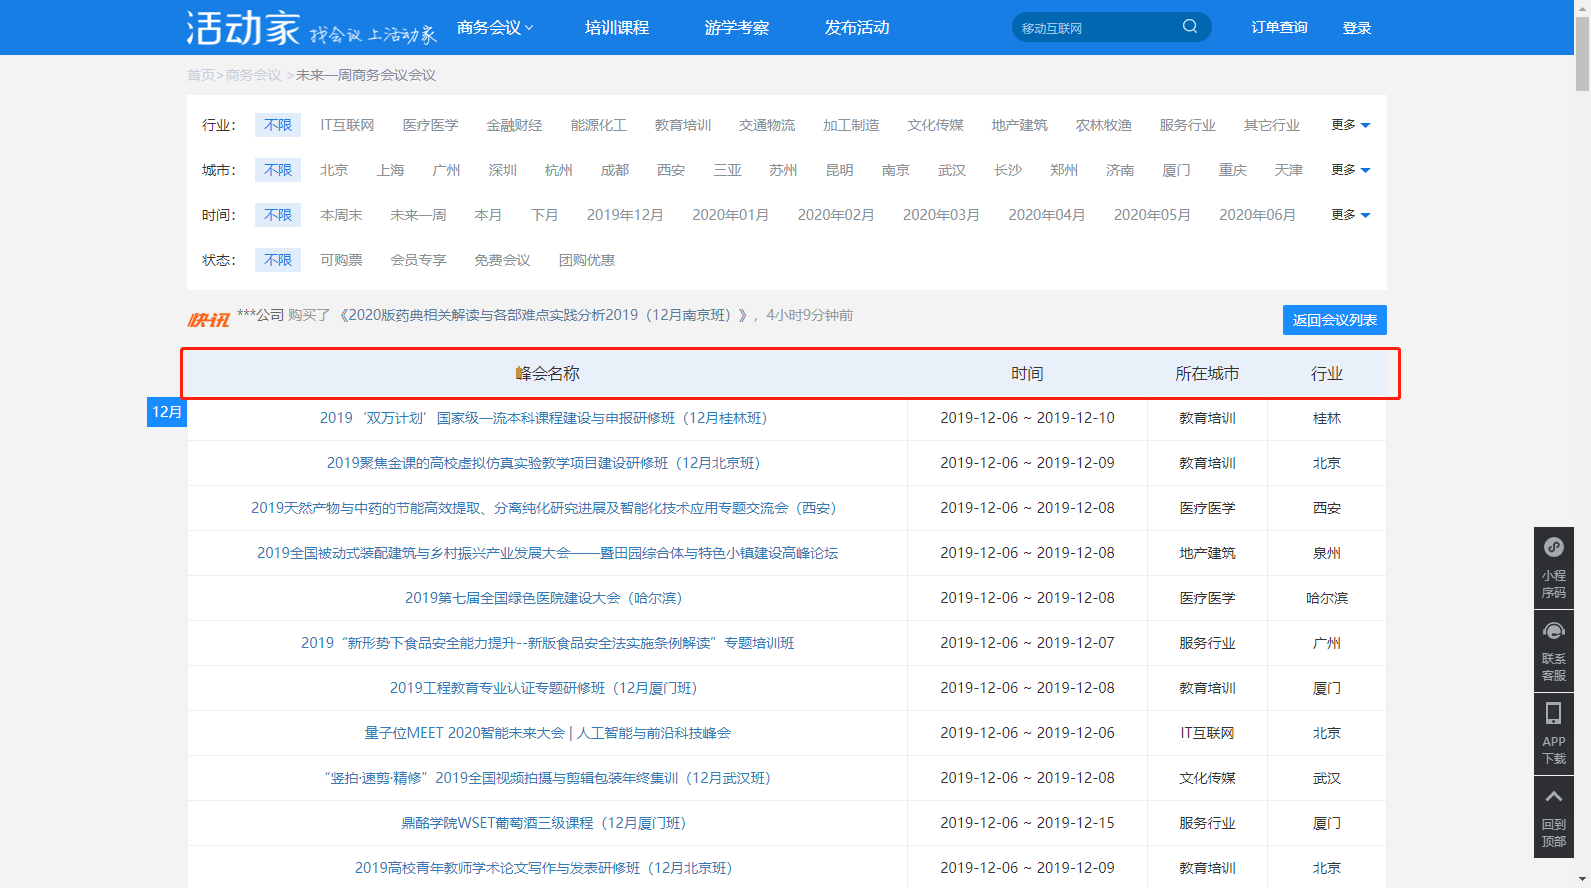 活动家 找会议 上活动家 商务会议 培训课程 游学考察 发布活动 移动互联网 订单查询 登录
首页>商务会议 >未来一周商务会议会议
行业： 不限 IT互联网 医疗医学 金融财经 能源化工 教育培训 交通物流 加工制造 文化传媒 地产建筑 农林牧渔 服务行业 其它行业 更多
城市： 不限 北京 上海 广州 深圳 杭州 成都 西安 三亚 苏州 昆明 南京 武汉 长沙 郑州 济南 厦门 重庆 天津 更多
时间： 不限 本周末 未来一周 本月 下月 2019年12月 2020年01月 2020年02月 2020年03月 2020年04月 2020年05月 2020年06月 更多
状态： 不限 可购票 会员专享 免费会议 团购优惠
快讯 ***公司 购买了 《2020版药典相关解读与各部难点实践分析2019（12月南京班）》，4小时9分钟前 返回会议列表
峰会名称 时间 所在城市 行业
12月
2019‘双万计划’国家级一流本科课程建设与申报研修班（12月桂林班） 2019-12-06 ~ 2019-12-10 教育培训 桂林
2019聚焦金课的高校虚拟仿真实验教学项目建设研修班（12月北京班） 2019-12-06 ~ 2019-12-09 教育培训 北京
2019天然产物与中药的节能高效提取、分离纯化研究进展及智能化技术应用专题交流会（西安） 2019-12-06 ~ 2019-12-08 医疗医学 西安
2019全国被动式装配建筑与乡村振兴产业发展大会——暨田园综合体与特色小镇建设高峰论坛 2019-12-06 ~ 2019-12-08 地产建筑 泉州
2019第七届全国绿色医院建设大会（哈尔滨） 2019-12-06 ~ 2019-12-08 医疗医学 哈尔滨
2019“新形势下食品安全能力提升--新版食品安全法实施条例解读”专题培训班 2019-12-06 ~ 2019-12-07 服务行业 广州
2019工程教育专业认证专题研修班（12月厦门班） 2019-12-06 ~ 2019-12-08 教育培训 厦门
量子位MEET 2020智能未来大会 | 人工智能与前沿科技峰会 2019-12-06 ~ 2019-12-06 IT互联网 北京
“竖拍·速剪·精修”2019全国视频拍摄与剪辑包装年终集训（12月武汉班） 2019-12-06 ~ 2019-12-08 文化传媒 武汉
鼎酩学院WSET葡萄酒三级课程（12月厦门班） 2019-12-06 ~ 2019-12-15 服务行业 厦门
2019高校青年教师学术论文写作与发表研修班（12月北京班） 2019-12-06 ~ 2019-12-09 教育培训 北京
小程
序码
联系
客服
APP
下载
回到
顶部